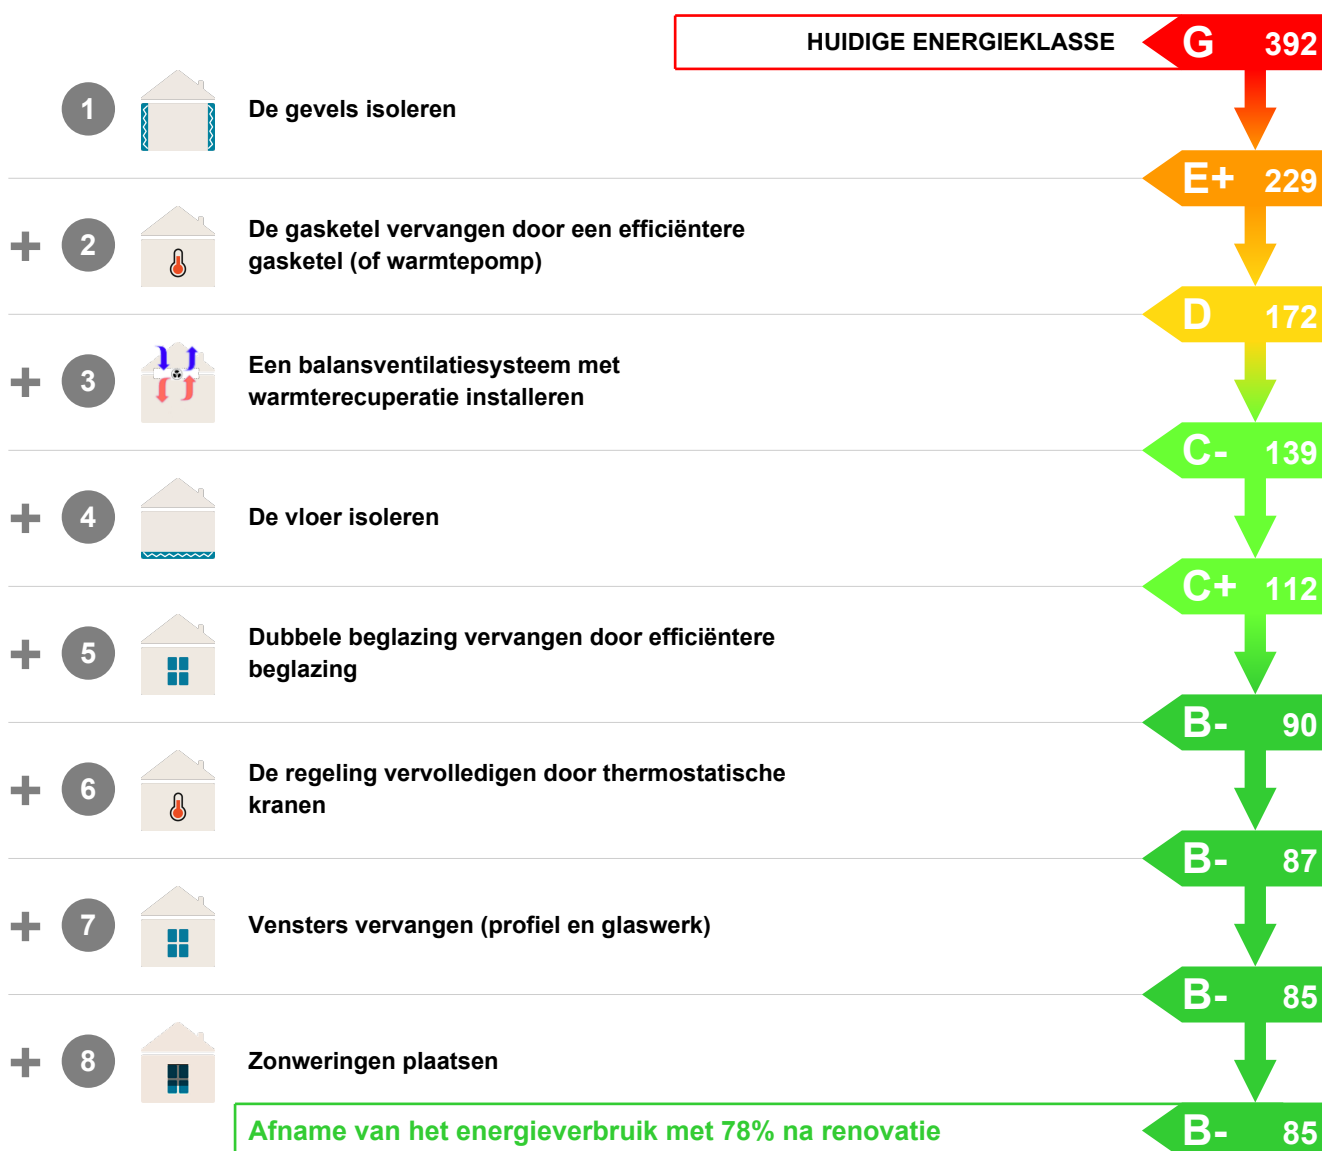 HUIDIGE ENERGIEKLASSE G 392
1 De gevels isoleren
E+ 229
+ 2 De gasketel vervangen door een efficiëntere
gasketel (of warmtepomp)
D 172
+ 3 Een balansventilatiesysteem met
warmterecuperatie installeren
C- 139
+ 4 De vloer isoleren
C+ 112
+ 5 Dubbele beglazing vervangen door efficiëntere
beglazing
B- 90
+ 6 De regeling vervolledigen door thermostatische
kranen
B- 87
+ 7 Vensters vervangen (profiel en glaswerk)
B- 85
+ 8 Zonweringen plaatsen
Afname van het energieverbruik met 78% na renovatie B- 85